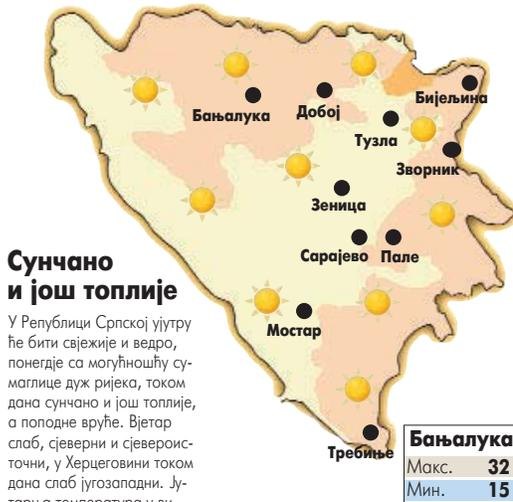 Бањалука
Добој
Бијељина
Тузла
Зворник
Зеница
Сарајево
Пале
Мостар
Требиње
Сунчано
и још топлије
У Републици Српској ујутру
ће бити свјежије и ведро,
понегдје са могућношћу су-
маглице дуж ријека, током
дана сунчано и још топлије,
а поподне вруће. Вјетар
слаб, сјеверни и сјевероис-
точни, у Херцеговини током
дана слаб југозападни. Ју-
Бањалука
Макс. 32
Мин. 15